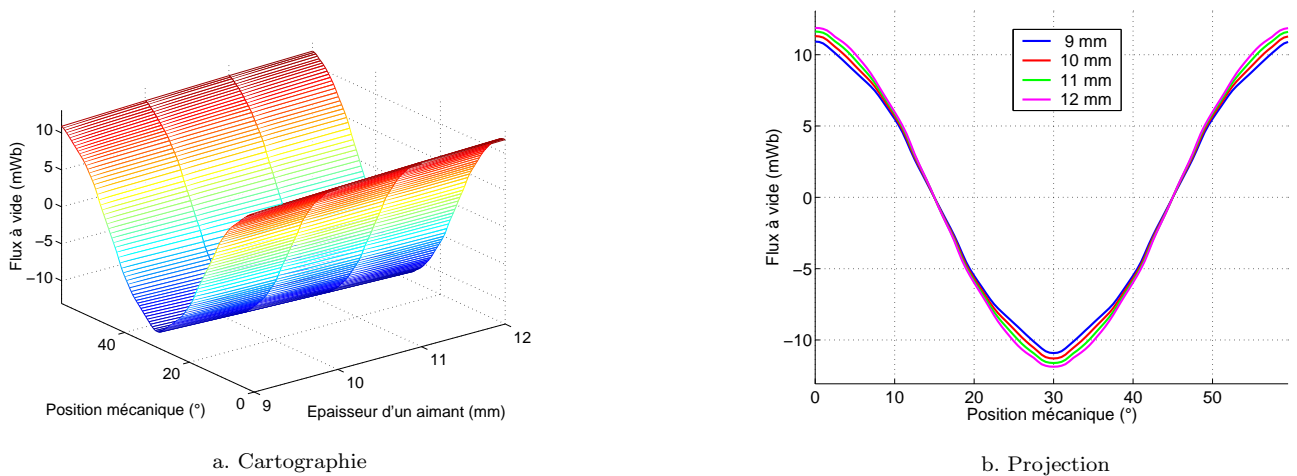 10
5
0
−5
−10
Flux à vide (mWb)
40
20
0
Position mécanique (°)
9
10
11
12
Epaisseur d'un aimant (mm)
a. Cartographie
10
5
0
−5
−10
Flux à vide (mWb)
9 mm
10 mm
11 mm
12 mm
0
10
20
30
40
50
Position mécanique (°)
b. Projection